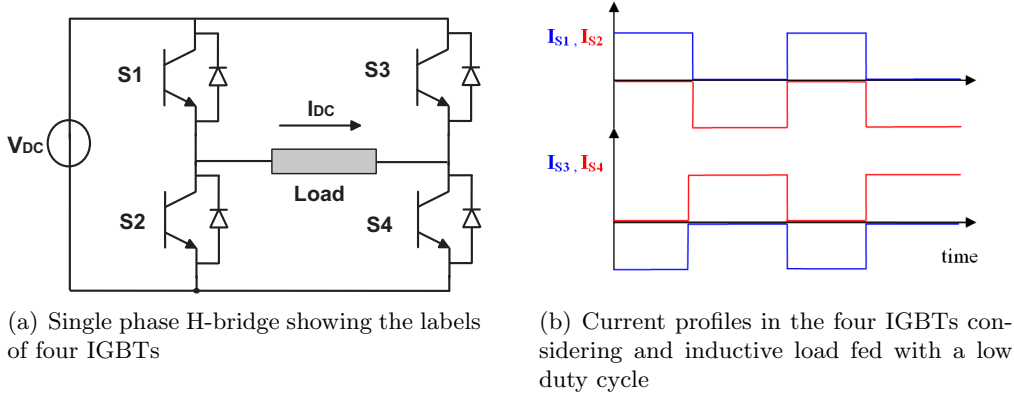 S1
S3
IDC
VDC
Load
S2
S4
IS1 , IS2
IS3 , IS4
time
(a) Single phase H-bridge showing the labels
of four IGBTs
(b) Current profiles in the four IGBTs con-
sidering and inductive load fed with a low
duty cycle